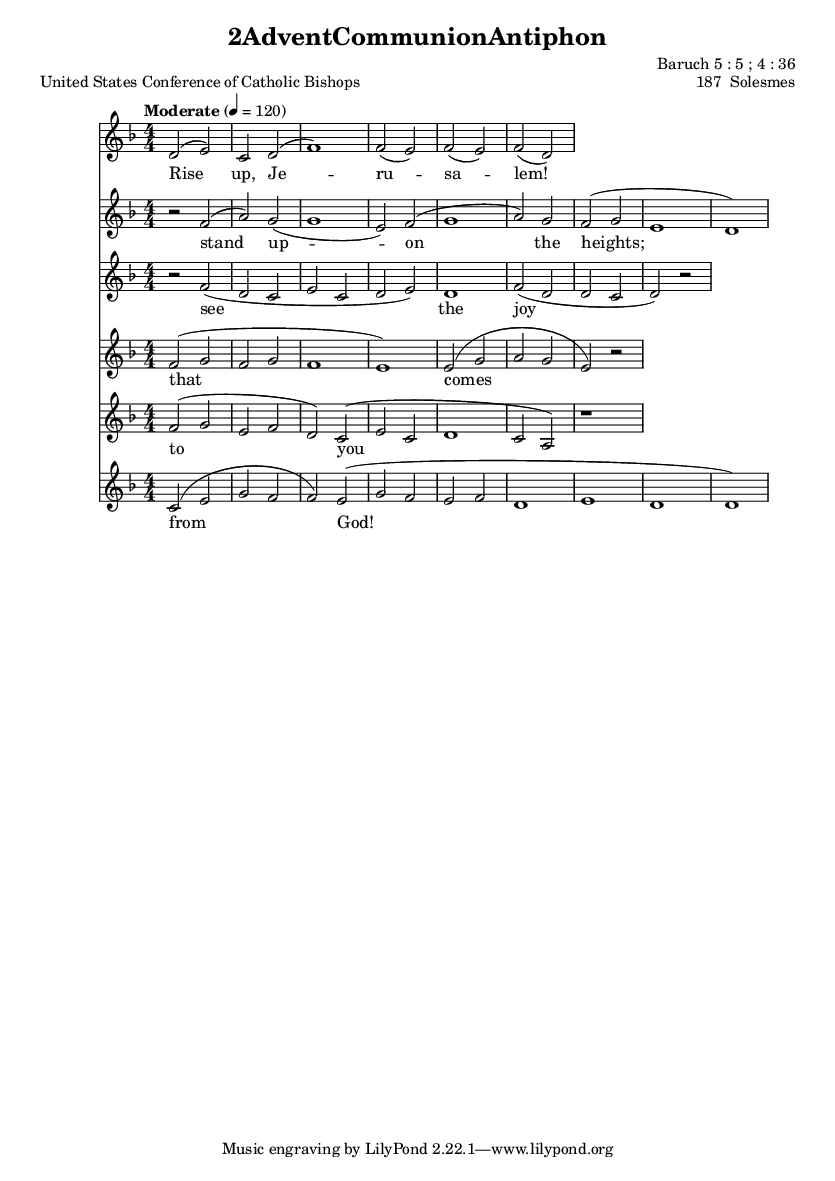 2AdventCommunionAntiphon
Baruch 5 : 5 ; 4 : 36
United States Conference of Catholic Bishops 187 Solesmes
Moderate (♩ = 120)
Rise up, Je -- ru -- sa -- lem!
stand up -- on the heights;
see the joy
that comes
to you
from God!
Music engraving by LilyPond 2.22.1—www.lilypond.org